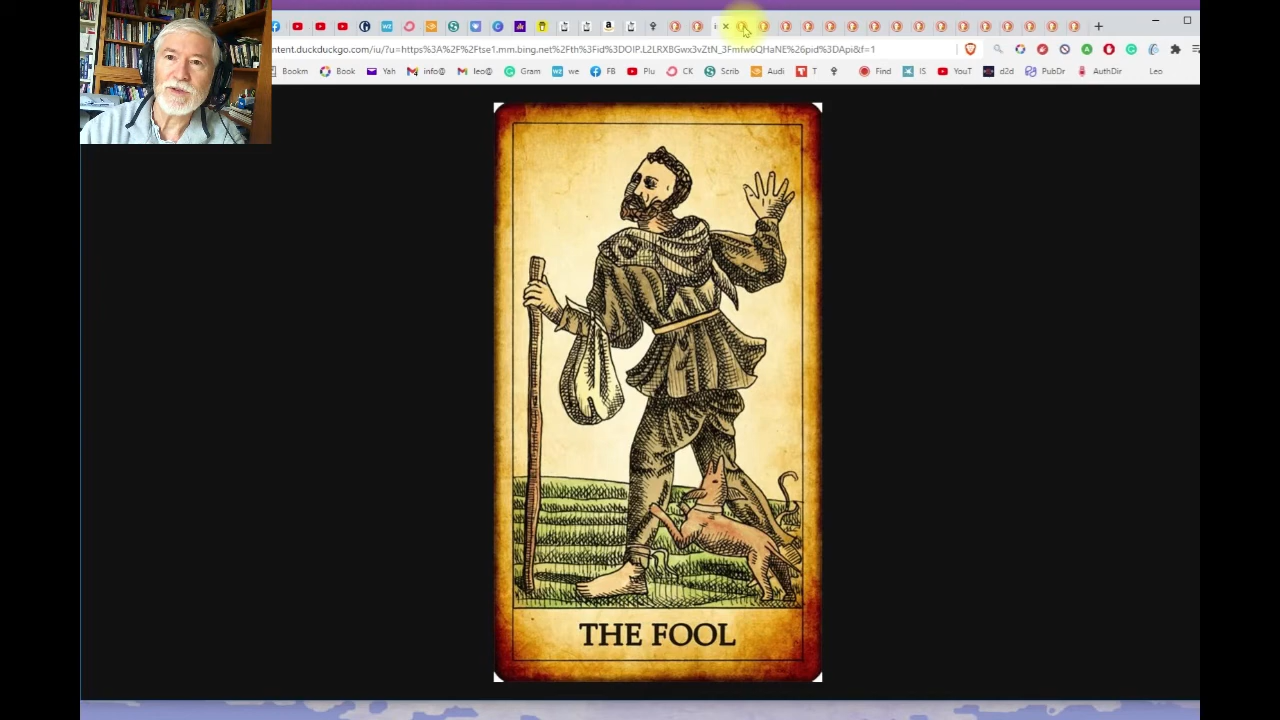 ntent.duckduckgo.com/iu/?u=https%3A%2F%2Ftse1.mm.bing.net%2Fth%3Fid%3DOIP.L2LRXBGwx3vZtN_3Fmfw6QHaNE%26pid%3DApi&f=1
Bookm Book Yah info@ leo@ Gram we FB Plu CK Scrib Audi T Find IS YouT d2d PubDr AuthDir Leo
THE FOOL